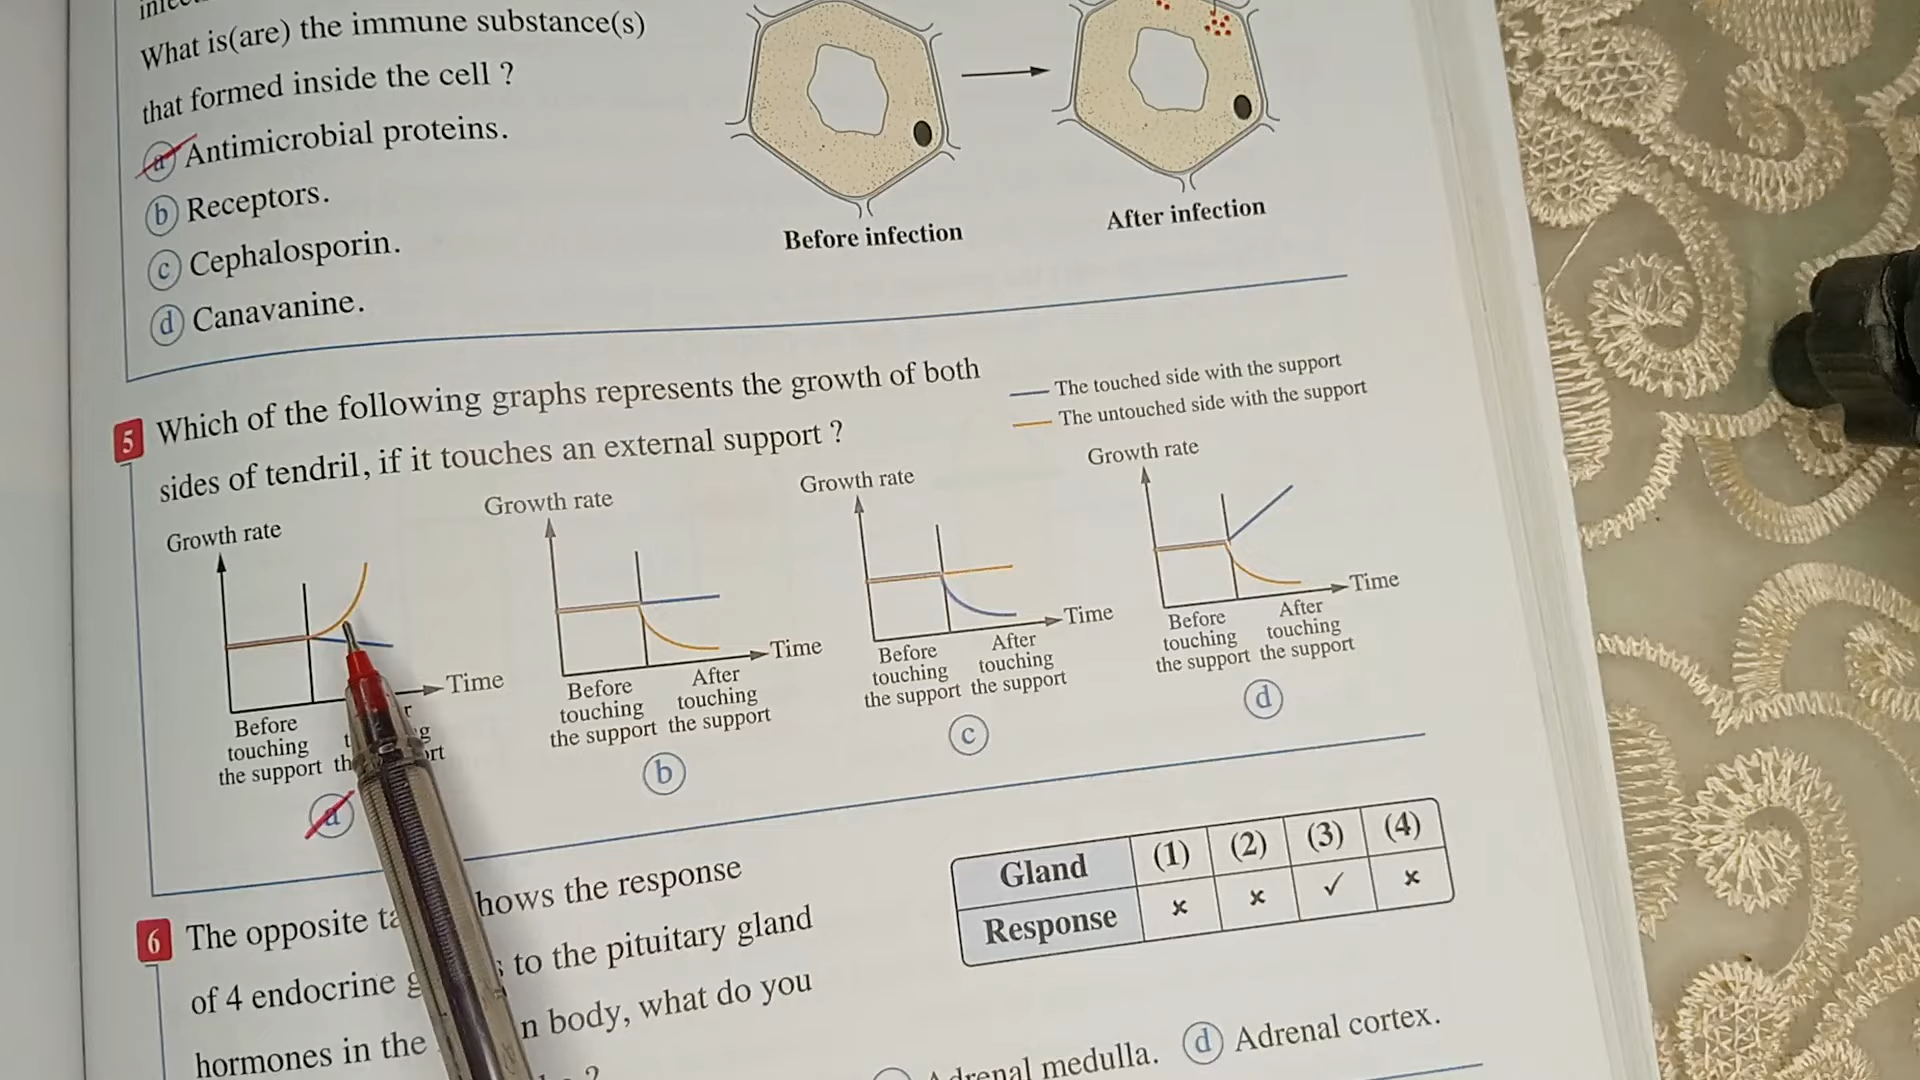 What is(are) the immune substance(s)
that formed inside the cell ?
a Antimicrobial proteins.
b Receptors.
c Cephalosporin.
d Canavanine.
Before infection
After infection
5 Which of the following graphs represents the growth of both
sides of tendril, if it touches an external support ?
The touched side with the support
The untouched side with the support
Growth rate
Time
Before
touching
the support
a
Growth rate
Time
Before
touching
the support
After
touching
the support
b
Growth rate
Time
Before
touching
the support
After
touching
the support
c
Growth rate
Time
Before
touching
the support
After
touching
the support
d
6 The opposite hows the response
of 4 endocrine to the pituitary gland
hormones in the body, what do you
?
Gland (1) (2) (3) (4)
Response × × ✓ ×
medulla. d Adrenal cortex.